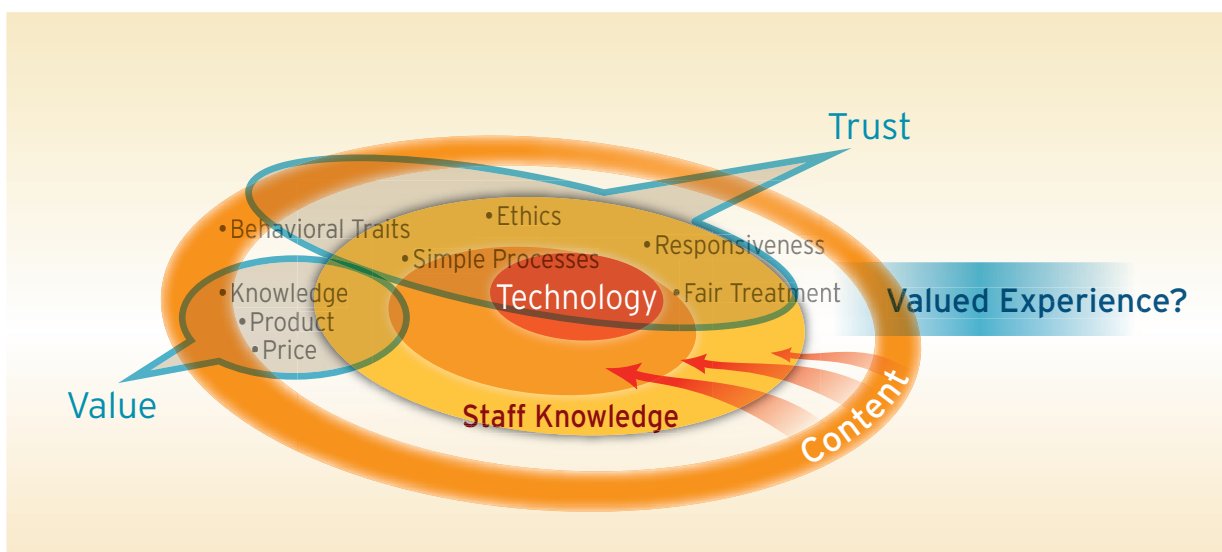 Trust
•Ethics
•Behavioral Traits
•Responsiveness
•Simple Processes
•Knowledge
Technology
•Fair Treatment
Valued Experience?
•Product
•Price
Value
Staff Knowledge
Content